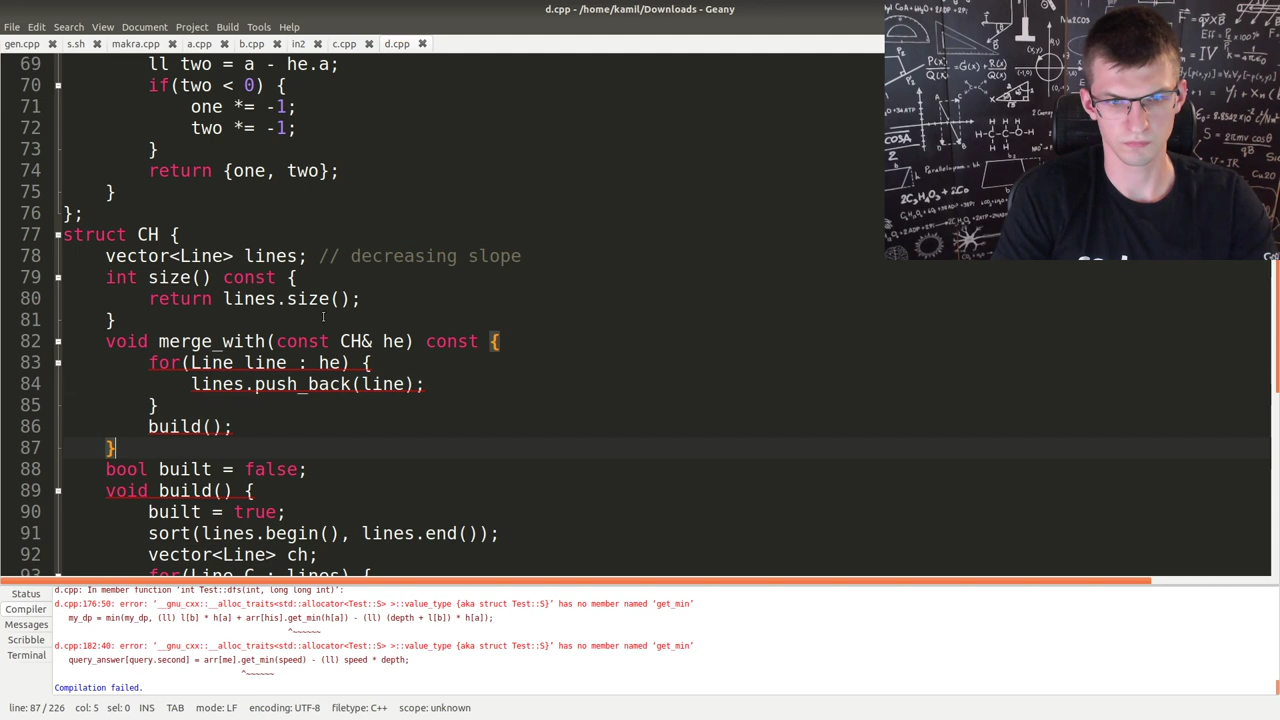 d.cpp - /home/kamil/Downloads - Geany
File Edit Search View Document Project Build Tools Help
gen.cpp s.sh makra.cpp a.cpp b.cpp in2 c.cpp d.cpp
69 ll two = a - he.a;
70 if(two < 0) {
71 one *= -1;
72 two *= -1;
73 }
74 return {one, two};
75 }
76 };
77 struct CH {
78 vector<Line> lines; // decreasing slope
79 int size() const {
80 return lines.size();
81 }
82 void merge_with(const CH& he) const {
83 for(Line line : he) {
84 lines.push_back(line);
85 }
86 build();
87 }
88 bool built = false;
89 void build() {
90 built = true;
91 sort(lines.begin(), lines.end());
92 vector<Line> ch;
93 for(Line C : lines) {
Status
Compiler
Messages
Scribble
Terminal
d.cpp: In member function ‘int Test::dfs(int, long long int)’:
d.cpp:176:50: error: ‘__gnu_cxx::__alloc_traits<std::allocator<Test::S> >::value_type {aka struct Test::S}’ has no member named ‘get_min’
my_dp = min(my_dp, (ll) l[b] * h[a] + arr[his].get_min(h[a]) - (ll) (depth + l[b]) * h[a]);
^~~~~~~
d.cpp:182:40: error: ‘__gnu_cxx::__alloc_traits<std::allocator<Test::S> >::value_type {aka struct Test::S}’ has no member named ‘get_min’
query_answer[query.second] = arr[me].get_min(speed) - (ll) speed * depth;
^~~~~~~
Compilation failed.
line: 87 / 226 col: 5 sel: 0 INS TAB mode: LF encoding: UTF-8 filetype: C++ scope: unknown